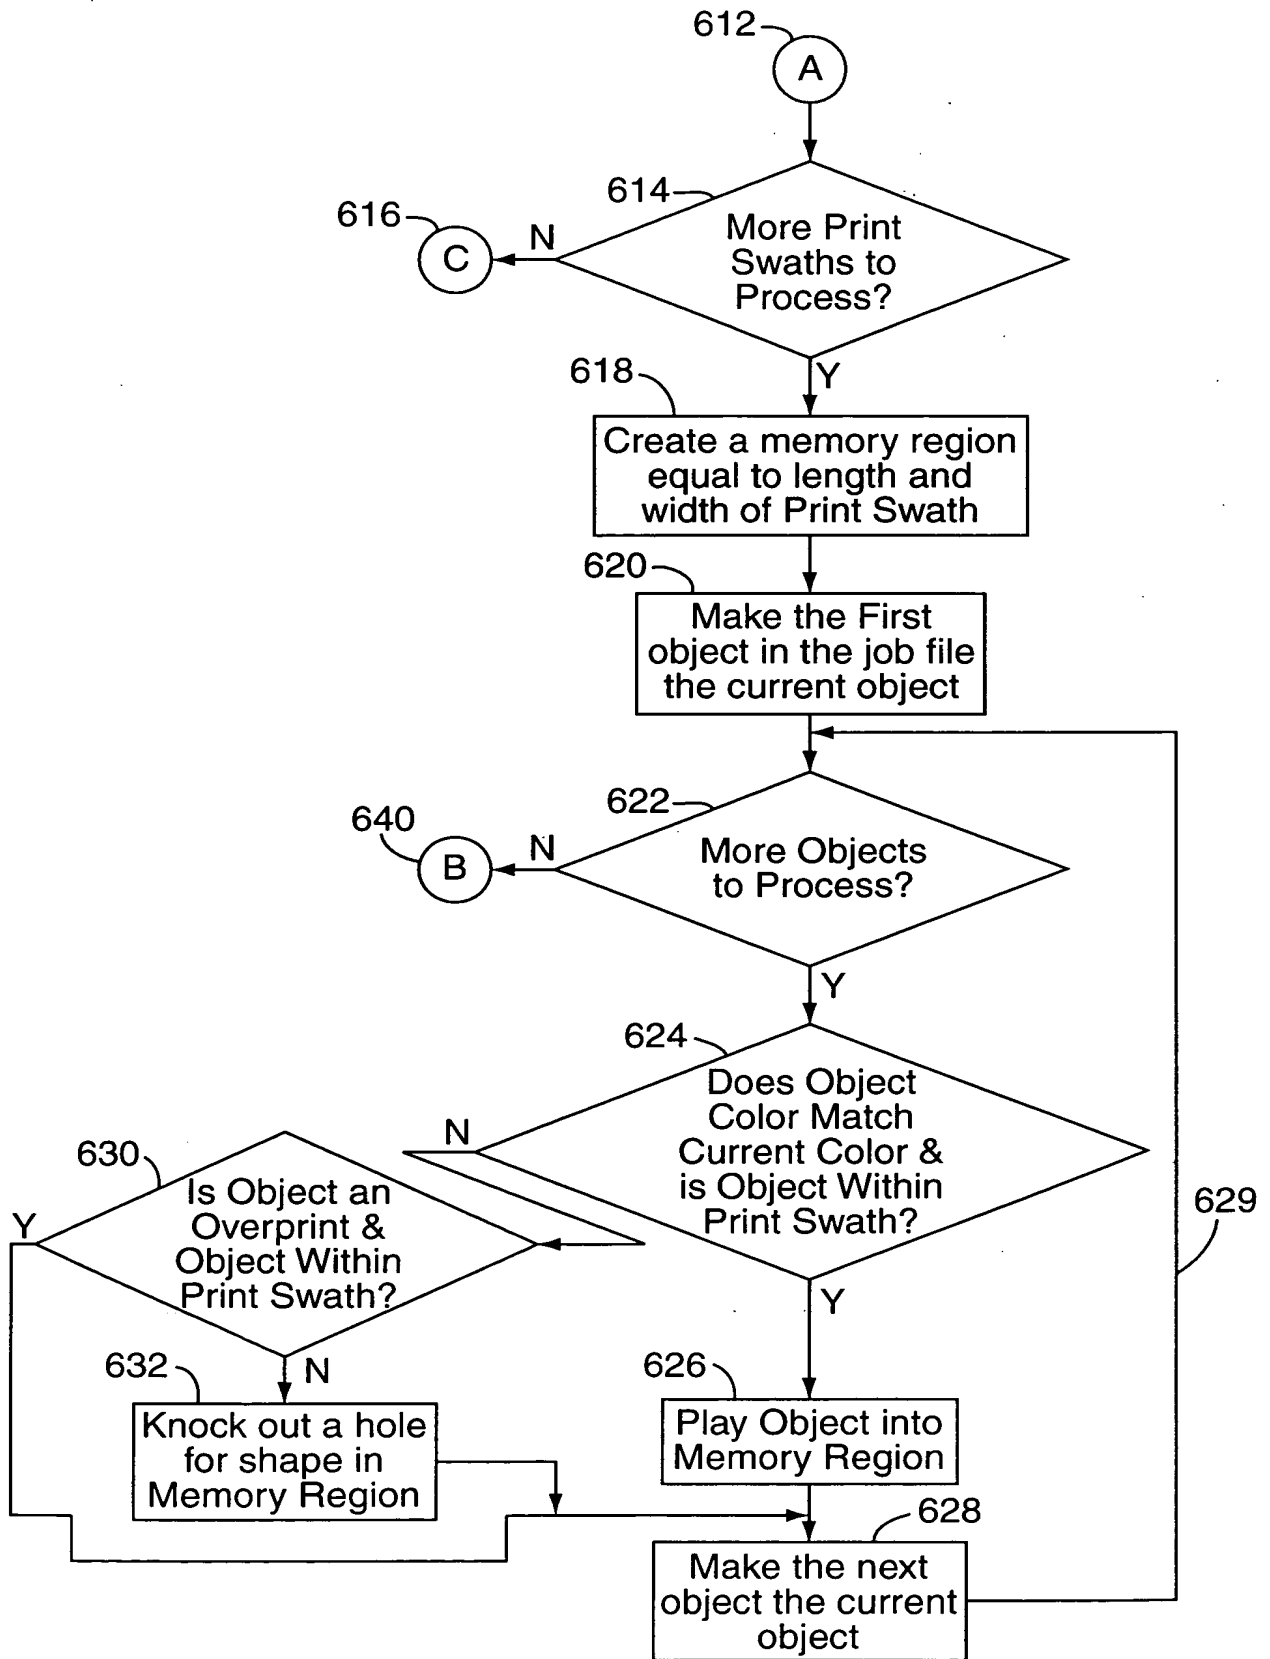 612
A
614
More Print
Swaths to
Process?
616
C
N
Y
618
Create a memory region
equal to length and
width of Print Swath
620
Make the First
object in the job file
the current object
622
More Objects
to Process?
640
B
N
Y
624
Does Object
Color Match
Current Color &
is Object Within
Print Swath?
N
629
630
Is Object an
Overprint &
Object Within
Print Swath?
Y
Y
N
632
Knock out a hole
for shape in
Memory Region
626
Play Object into
Memory Region
628
Make the next
object the current
object